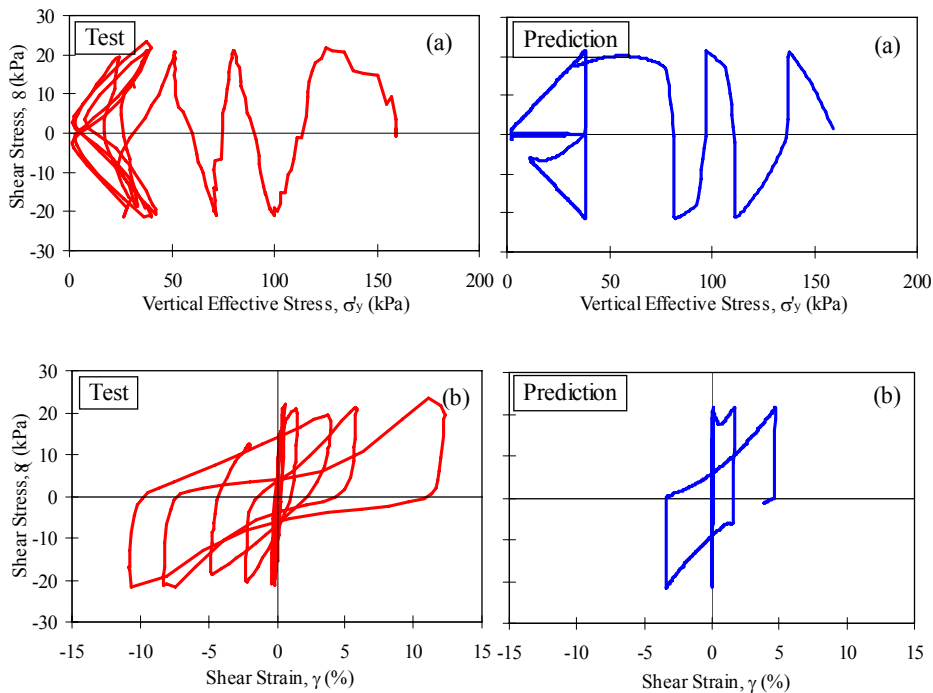 Test
(a)
Prediction
(a)
30
20
10
0
-10
-20
-30
Shear Stress, 8 (kPa)
0
50
100
150
200
0
50
100
150
200
Vertical Effective Stress, σ'y (kPa)
Vertical Effective Stress, σ'y (kPa)
Test
(b)
Prediction
(b)
30
20
10
0
-10
-20
-30
Shear Stress, (kPa)
-15
-10
-5
0
5
10
15
-15
-10
-5
0
5
10
15
Shear Strain, γ (%)
Shear Strain, γ (%)